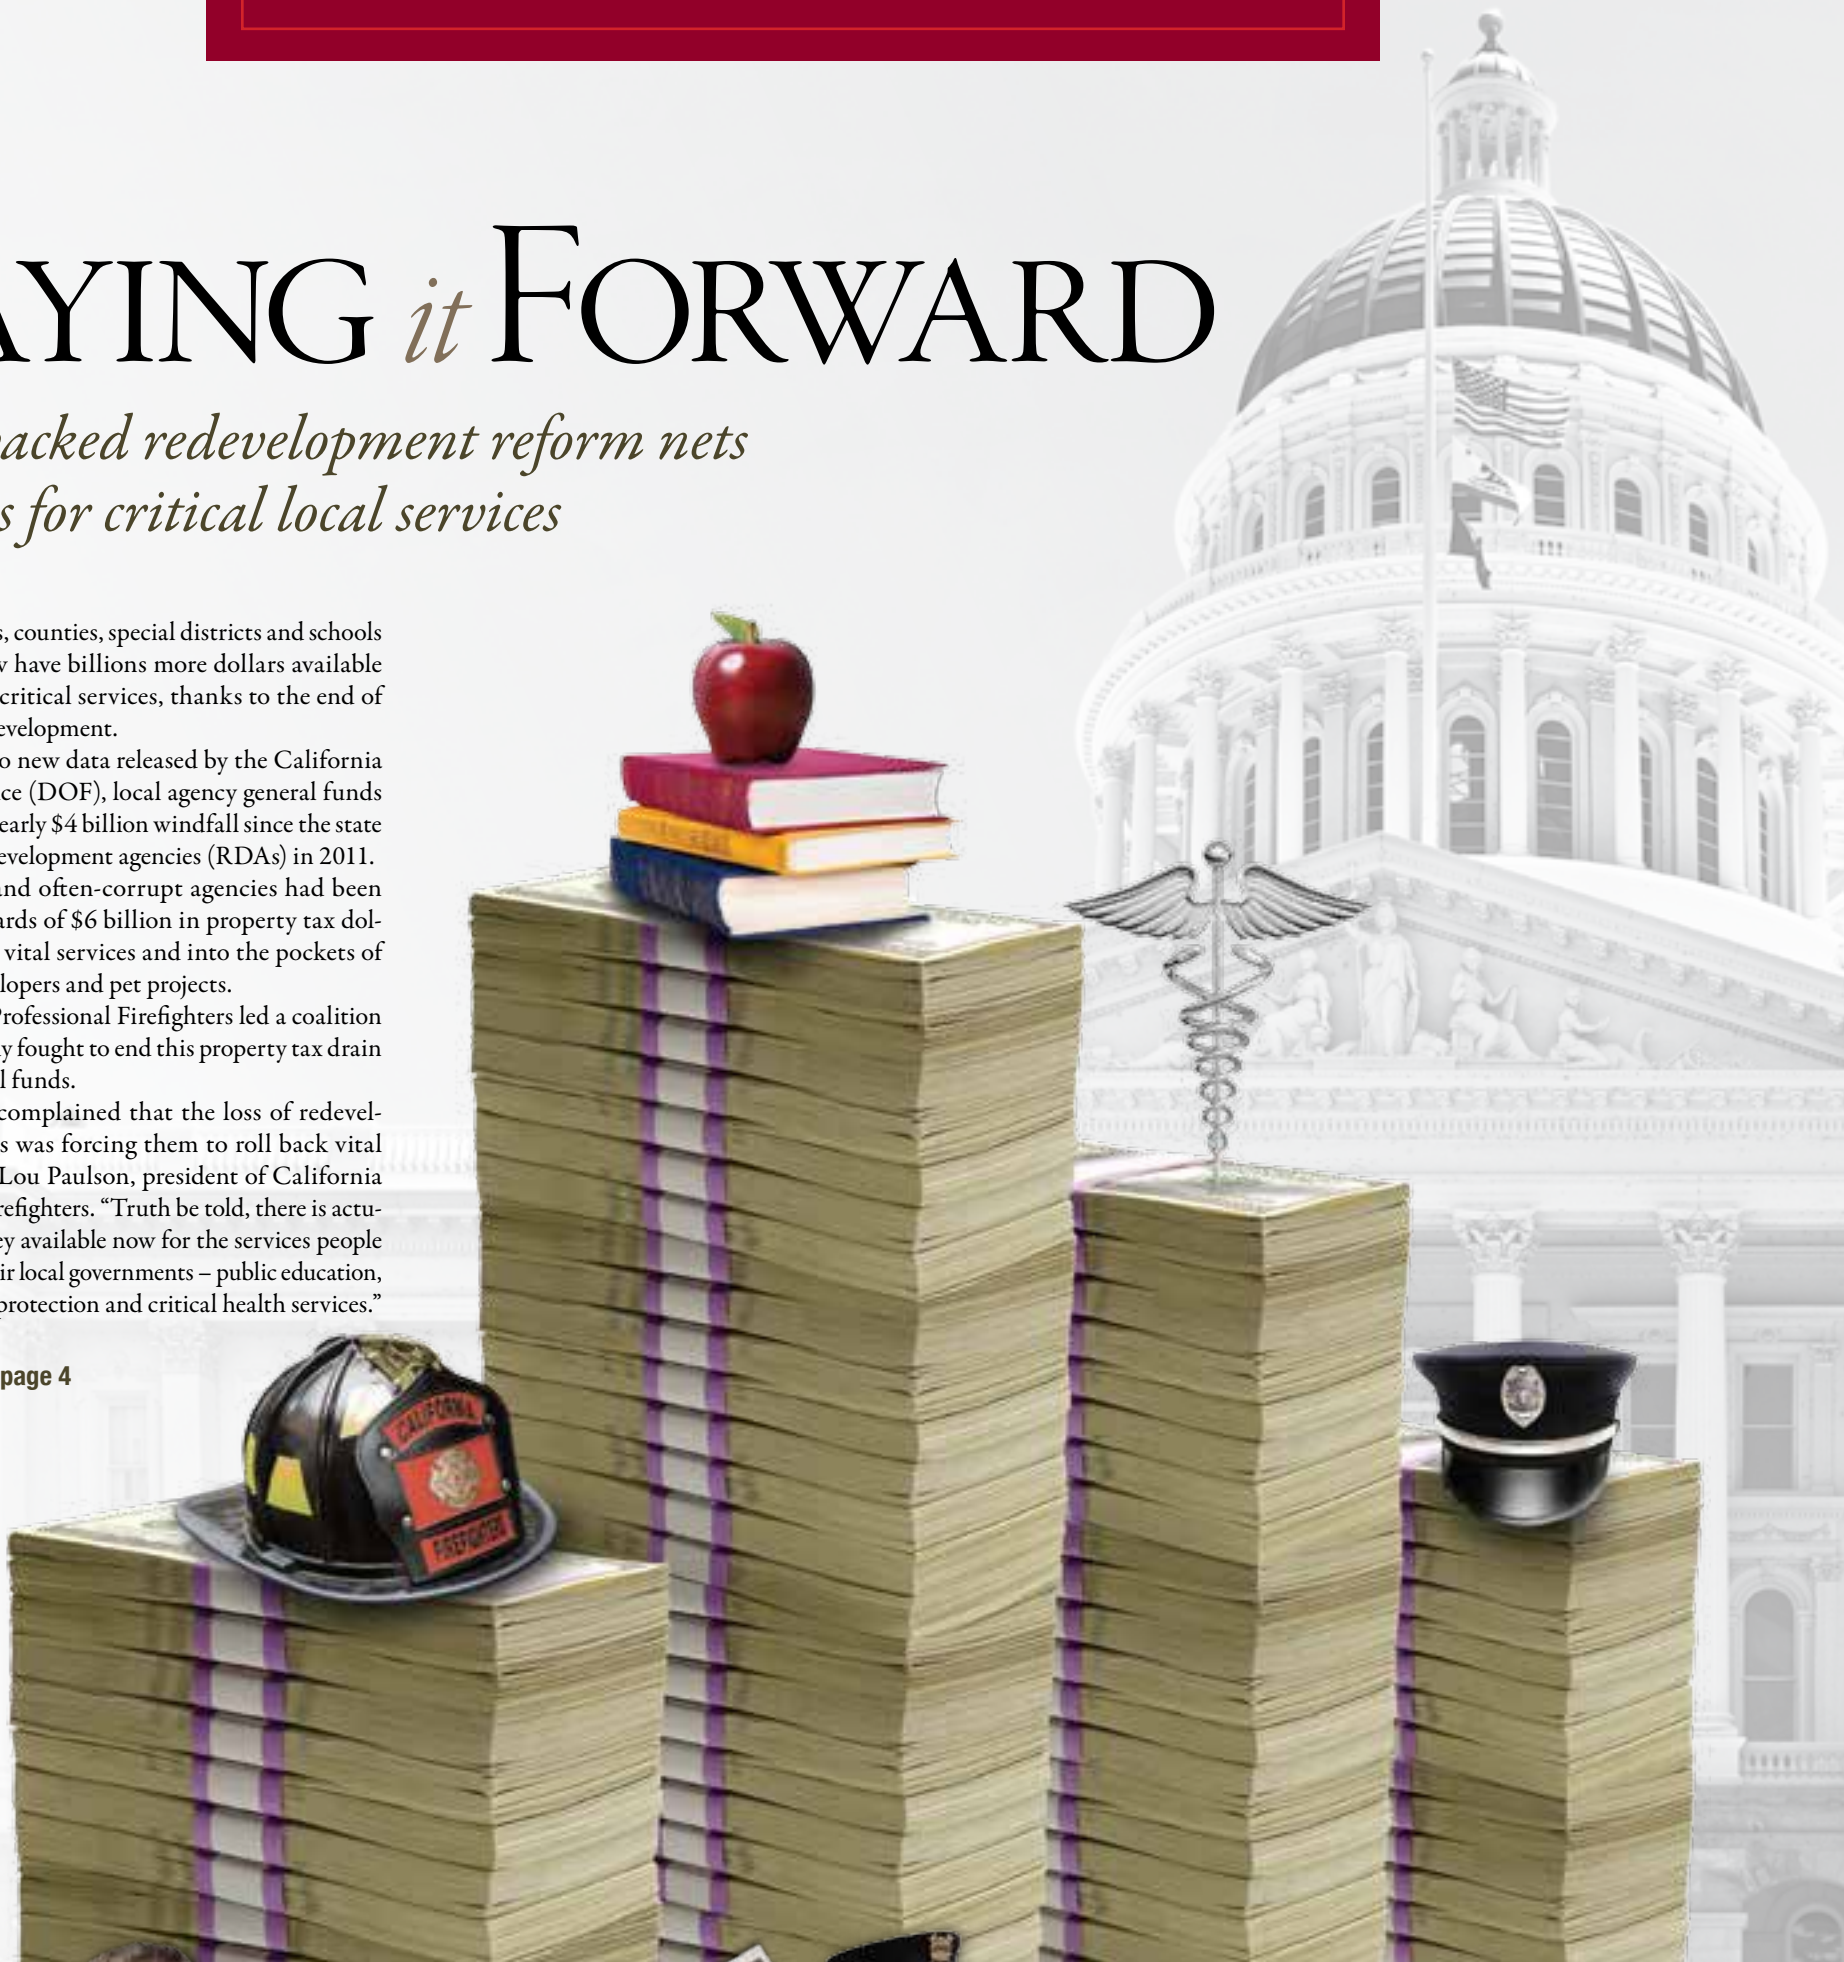 AYING it FORWARD
acked redevelopment reform nets
s for critical local services
s, counties, special districts and schools
w have billions more dollars available
critical services, thanks to the end of
evelopment.
o new data released by the California
ce (DOF), local agency general funds
early $4 billion windfall since the state
evelopment agencies (RDAs) in 2011.
and often-corrupt agencies had been
ards of $6 billion in property tax dol-
vital services and into the pockets of
lopers and pet projects.
Professional Firefighters led a coalition
y fought to end this property tax drain
l funds.
complained that the loss of redevel-
s was forcing them to roll back vital
Lou Paulson, president of California
refighters. “Truth be told, there is actu-
ey available now for the services people
ir local governments – public education,
protection and critical health services.”
page 4
CALIFORNIA
FIREFIGHTER